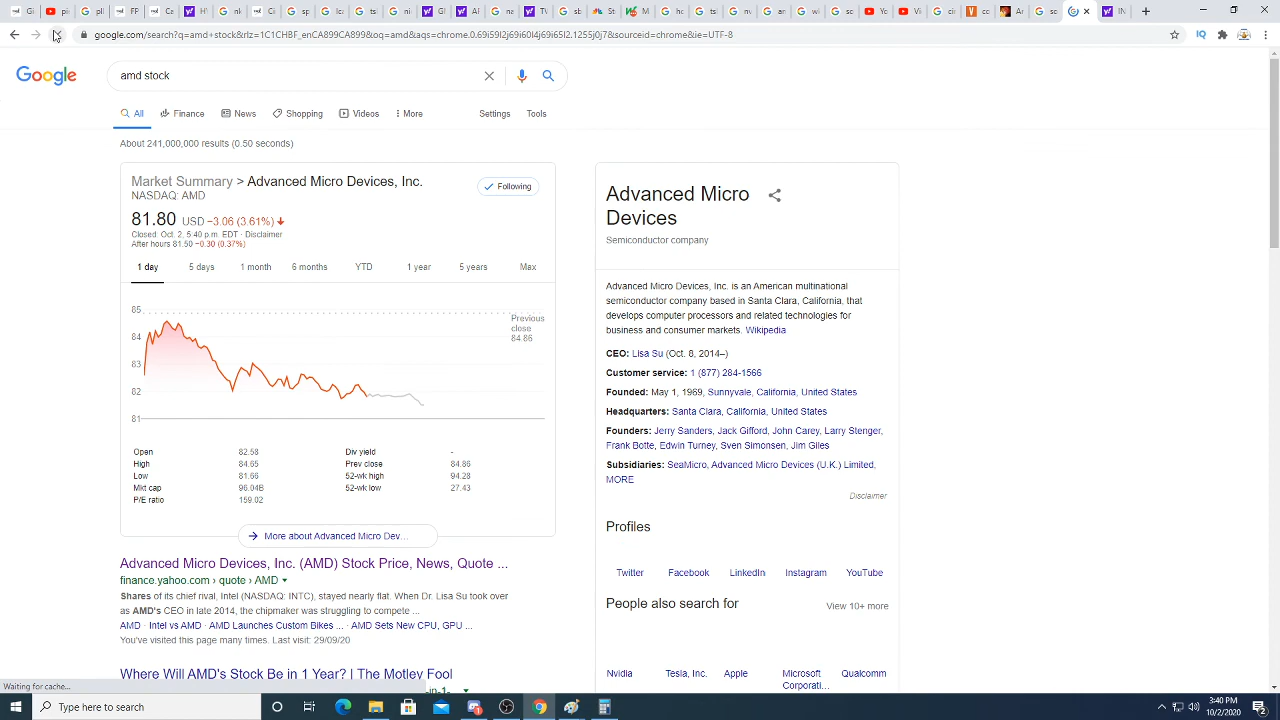 google.com/search?q=amd+stock&rlz=1C1CHBF_enCA899CA899&oq=amd&aqs=chrome.0.69i59l2j69i60l4j69i65l2.1255j0j7&sourceid=chrome&ie=UTF-8
Google
amd stock
All
Finance
News
Shopping
Videos
More
Settings
Tools
About 241,000,000 results (0.50 seconds)
Market Summary > Advanced Micro Devices, Inc.
NASDAQ: AMD
Following
81.80 USD −3.06 (3.61%)
Closed: Oct. 2, 5:40 p.m. EDT · Disclaimer
After hours 81.50 −0.30 (0.37%)
1 day
5 days
1 month
6 months
YTD
1 year
5 years
Max
85
84
83
82
81
Previous
close
84.86
Open 82.58
High 84.65
Low 81.66
Mkt cap 96.04B
P/E ratio 159.02
Div yield -
Prev close 84.86
52-wk high 94.28
52-wk low 27.43
More about Advanced Micro Dev...
Advanced Micro Devices, Inc. (AMD) Stock Price, News, Quote ...
finance.yahoo.com › quote › AMD
Shares of its chief rival, Intel (NASDAQ: INTC), stayed nearly flat. When Dr. Lisa Su took over
as AMD's CEO in late 2014, the chipmaker was struggling to compete ...
AMD · Intel vs AMD · AMD Launches Custom Bikes ... · AMD Sets New CPU, GPU ...
You've visited this page many times. Last visit: 29/09/20
Where Will AMD's Stock Be in 1 Year? | The Motley Fool
Advanced Micro
Devices
Semiconductor company
Advanced Micro Devices, Inc. is an American multinational
semiconductor company based in Santa Clara, California, that
develops computer processors and related technologies for
business and consumer markets. Wikipedia
CEO: Lisa Su (Oct. 8, 2014–)
Customer service: 1 (877) 284-1566
Founded: May 1, 1969, Sunnyvale, California, United States
Headquarters: Santa Clara, California, United States
Founders: Jerry Sanders, Jack Gifford, John Carey, Larry Stenger,
Frank Botte, Edwin Turney, Sven Simonsen, Jim Giles
Subsidiaries: SeaMicro, Advanced Micro Devices (U.K.) Limited,
MORE
Disclaimer
Profiles
Twitter
Facebook
LinkedIn
Instagram
YouTube
People also search for
View 10+ more
Nvidia
Tesla, Inc.
Apple
Microsoft
Corporati...
Qualcomm
Waiting for cache...
Type here to search
3:40 PM
10/2/2020